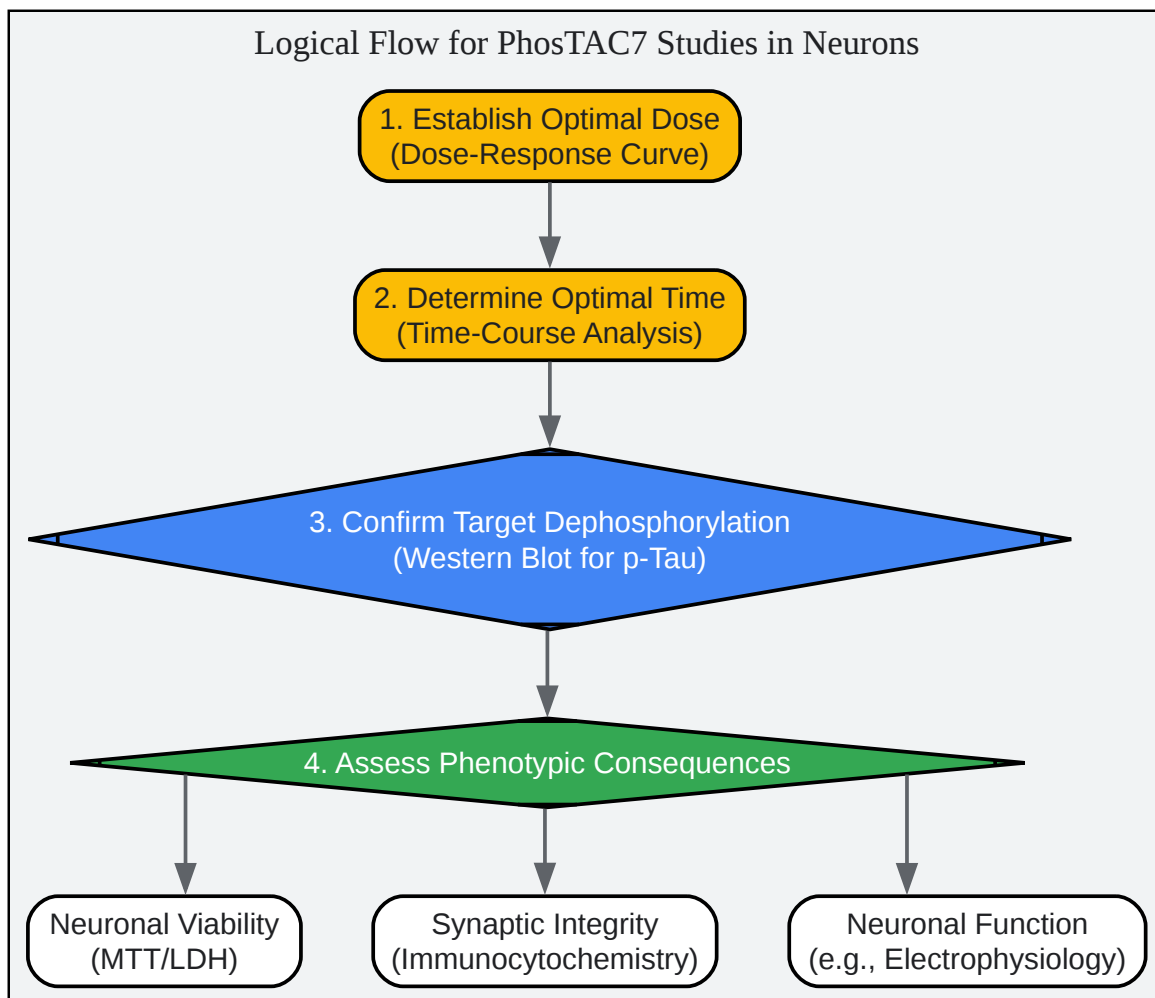 Logical Flow for PhosTAC7 Studies in Neurons
1. Establish Optimal Dose
(Dose-Response Curve)
2. Determine Optimal Time
(Time-Course Analysis)
3. Confirm Target Dephosphorylation
(Western Blot for p-Tau)
4. Assess Phenotypic Consequences
Neuronal Viability
(MTT/LDH)
Synaptic Integrity
(Immunocytochemistry)
Neuronal Function
(e.g., Electrophysiology)